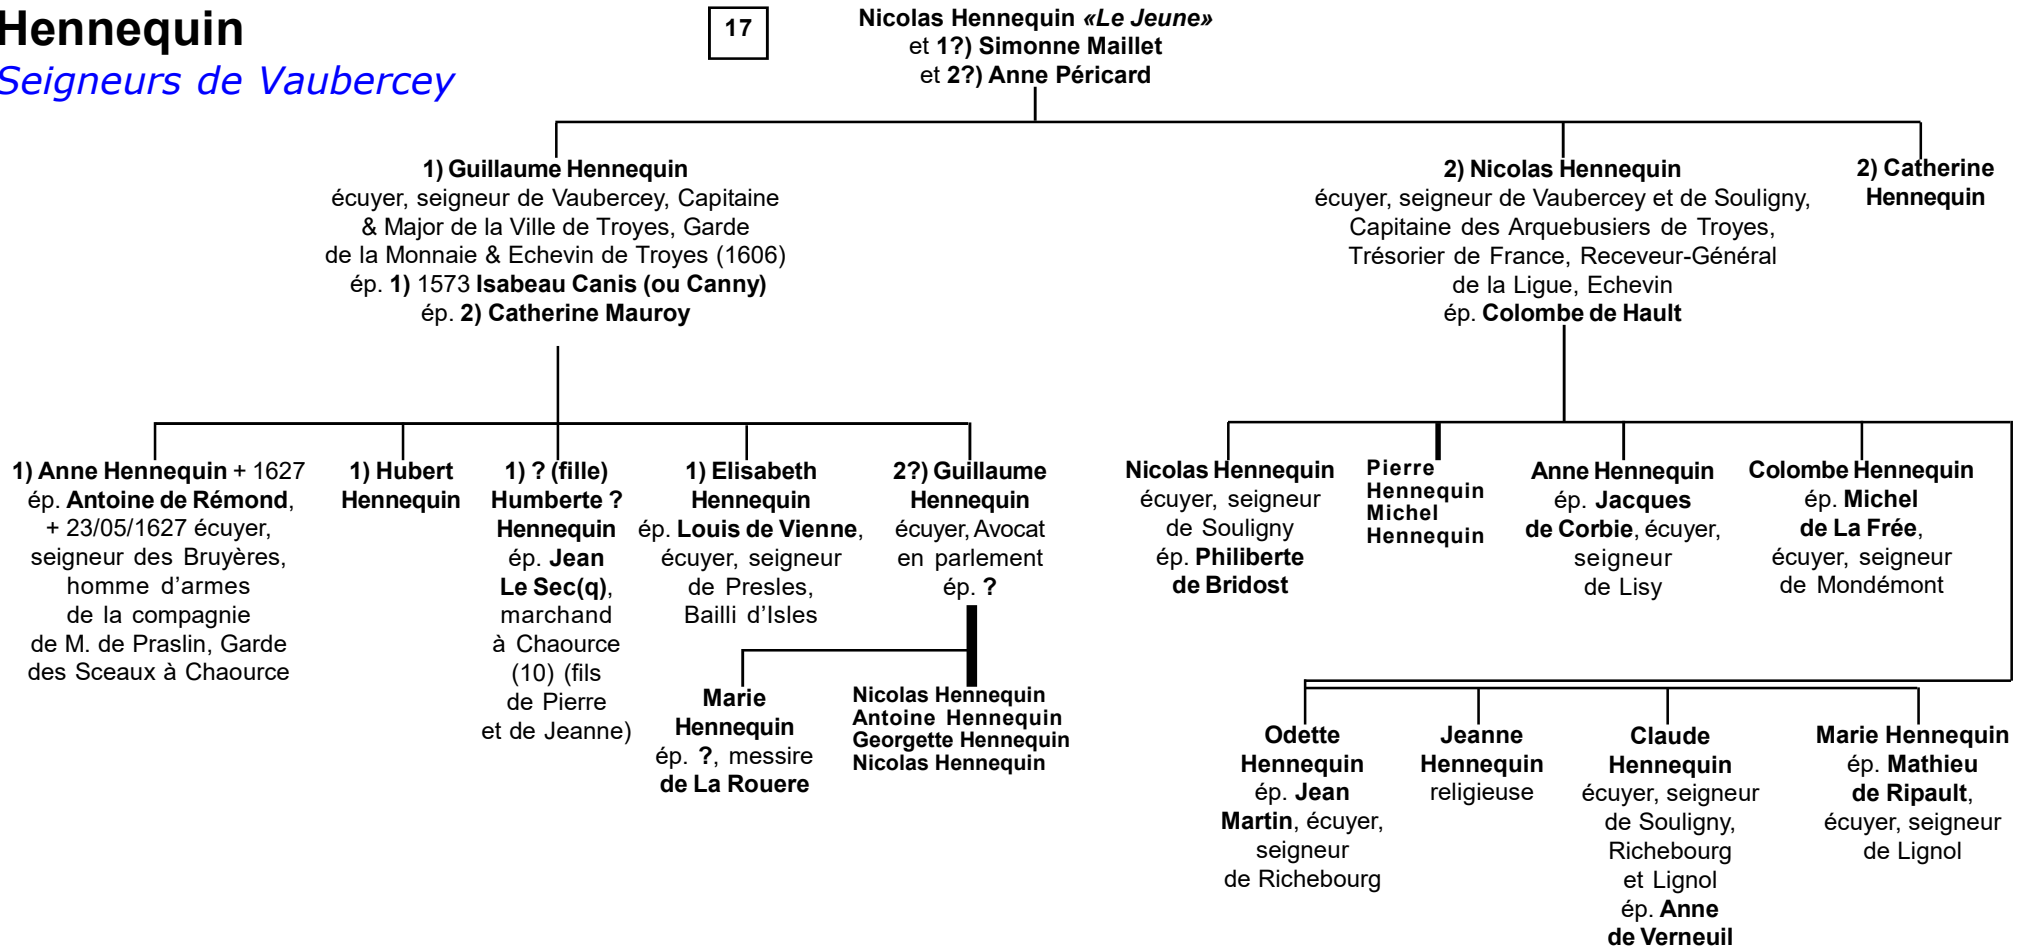 Hennequin
Seigneurs de Vaubercey
17
Nicolas Hennequin «Le Jeune»
et 1?) Simonne Maillet
et 2?) Anne Péricard
1) Guillaume Hennequin
écuyer, seigneur de Vaubercey, Capitaine
& Major de la Ville de Troyes, Garde
de la Monnaie & Echevin de Troyes (1606)
ép. 1) 1573 Isabeau Canis (ou Canny)
ép. 2) Catherine Mauroy
2) Nicolas Hennequin
écuyer, seigneur de Vaubercey et de Souligny,
Capitaine des Arquebusiers de Troyes,
Trésorier de France, Receveur-Général
de la Ligue, Echevin
ép. Colombe de Hault
2) Catherine
Hennequin
1) Anne Hennequin + 1627
ép. Antoine de Rémond,
+ 23/05/1627 écuyer,
seigneur des Bruyères,
homme d'armes
de la compagnie
de M. de Praslin, Garde
des Sceaux à Chaource
1) Hubert
Hennequin
1) ? (fille)
Humberte ?
Hennequin
ép. Jean
Le Sec(q),
marchand
à Chaource
(10) (fils
de Pierre
et de Jeanne)
1) Elisabeth
Hennequin
ép. Louis de Vienne,
écuyer, seigneur
de Presles,
Bailli d'Isles
2?) Guillaume
Hennequin
écuyer, Avocat
en parlement
ép. ?
Marie
Hennequin
ép. ?, messire
de La Rouere
Nicolas Hennequin
Antoine Hennequin
Georgette Hennequin
Nicolas Hennequin
Nicolas Hennequin
écuyer, seigneur
de Souligny
ép. Philiberte
de Bridost
Pierre
Hennequin
Michel
Hennequin
Anne Hennequin
ép. Jacques
de Corbie, écuyer,
seigneur
de Lisy
Colombe Hennequin
ép. Michel
de La Frée,
écuyer, seigneur
de Mondémont
Odette
Hennequin
ép. Jean
Martin, écuyer,
seigneur
de Richebourg
Jeanne
Hennequin
religieuse
Claude
Hennequin
écuyer, seigneur
de Souligny,
Richebourg
et Lignol
ép. Anne
de Verneuil
Marie Hennequin
ép. Mathieu
de Ripault,
écuyer, seigneur
de Lignol